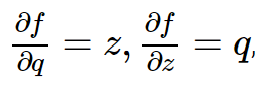 ∂f/∂q = z, ∂f/∂z = q,